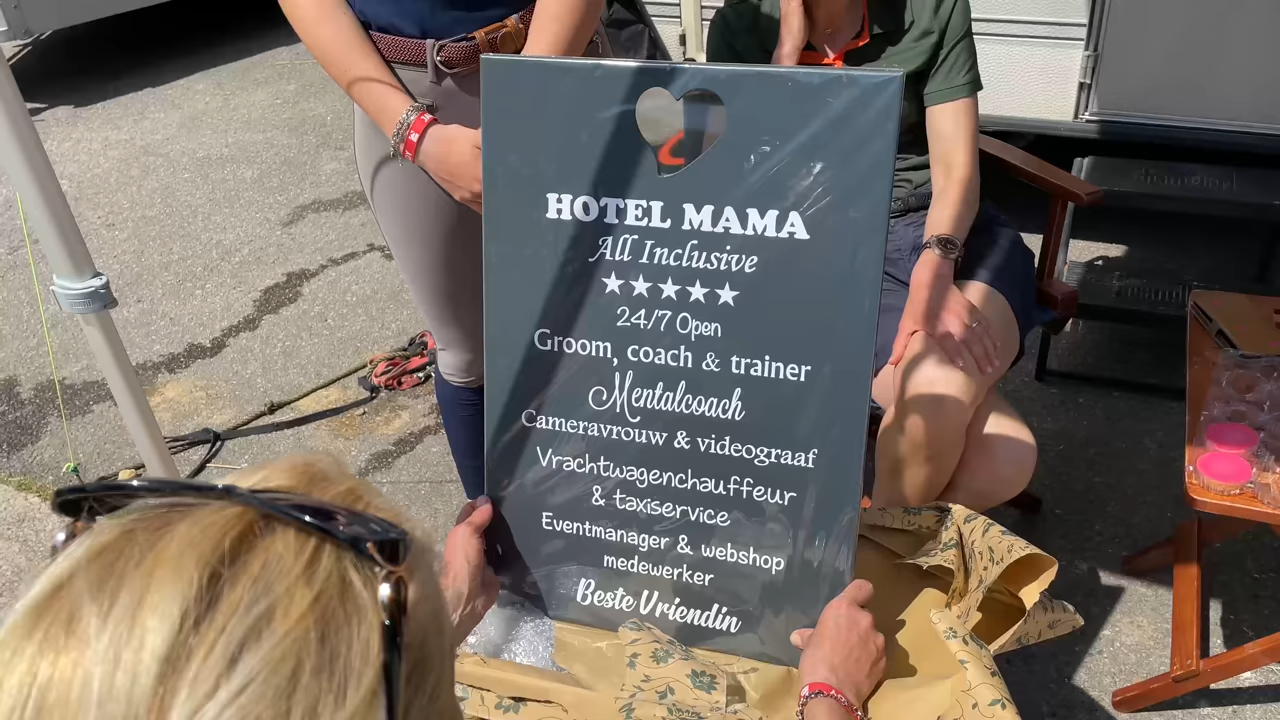 HOTEL MAMA
All Inclusive
★★★★★
24/7 Open
Groom, coach & trainer
Mentalcoach
Cameravrouw & videograaf
Vrachtwagenchauffeur
& taxiservice
Eventmanager & webshop
medewerker
Beste Vriendin